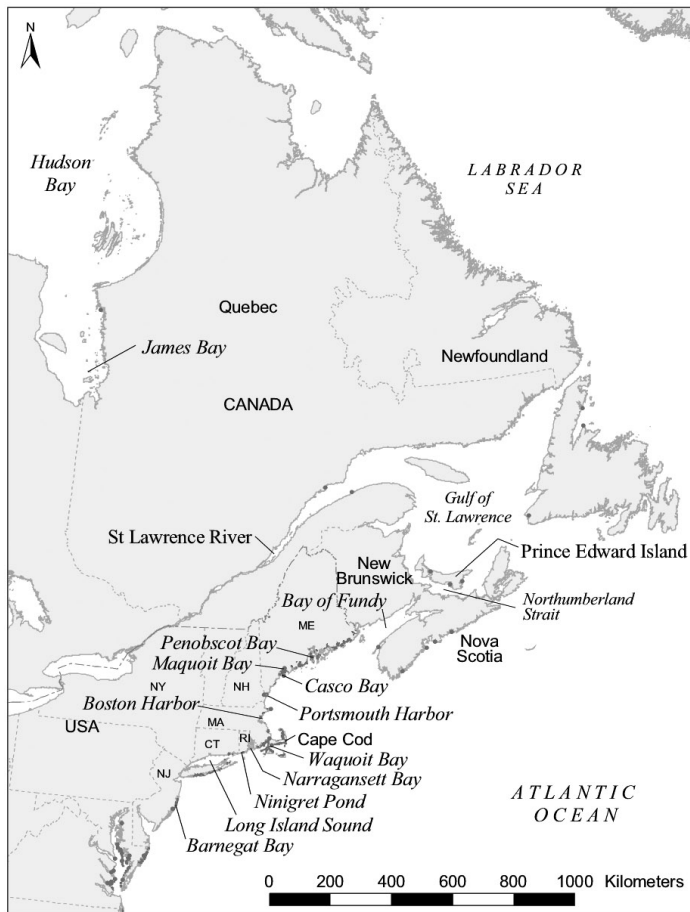 N
Hudson
Bay
LABRADOR
SEA
Quebec
James Bay
Newfoundland
CANADA
Gulf of
St. Lawrence
St Lawrence River
Prince Edward Island
New
Brunswick
Bay of Fundy
Northumberland
Strait
ME
Nova
Scotia
Penobscot Bay
Maquoit Bay
NY
NH
Casco Bay
Boston Harbor
Portsmouth Harbor
USA
MA
RI
Cape Cod
CT
Waquoit Bay
NJ
Narragansett Bay
Ninigret Pond
ATLANTIC
OCEAN
Long Island Sound
Barnegat Bay
Kilometers
0 200 400 600 800 1000